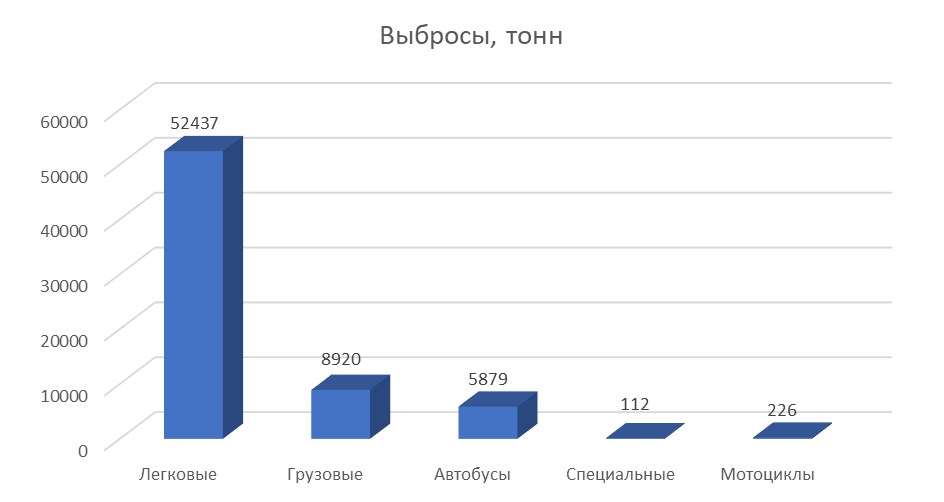 Выбросы, тонн
60000
50000
40000
30000
20000
10000
0
52437
8920
5879
112
226
Легковые
Грузовые
Автобусы
Специальные
Мотоциклы